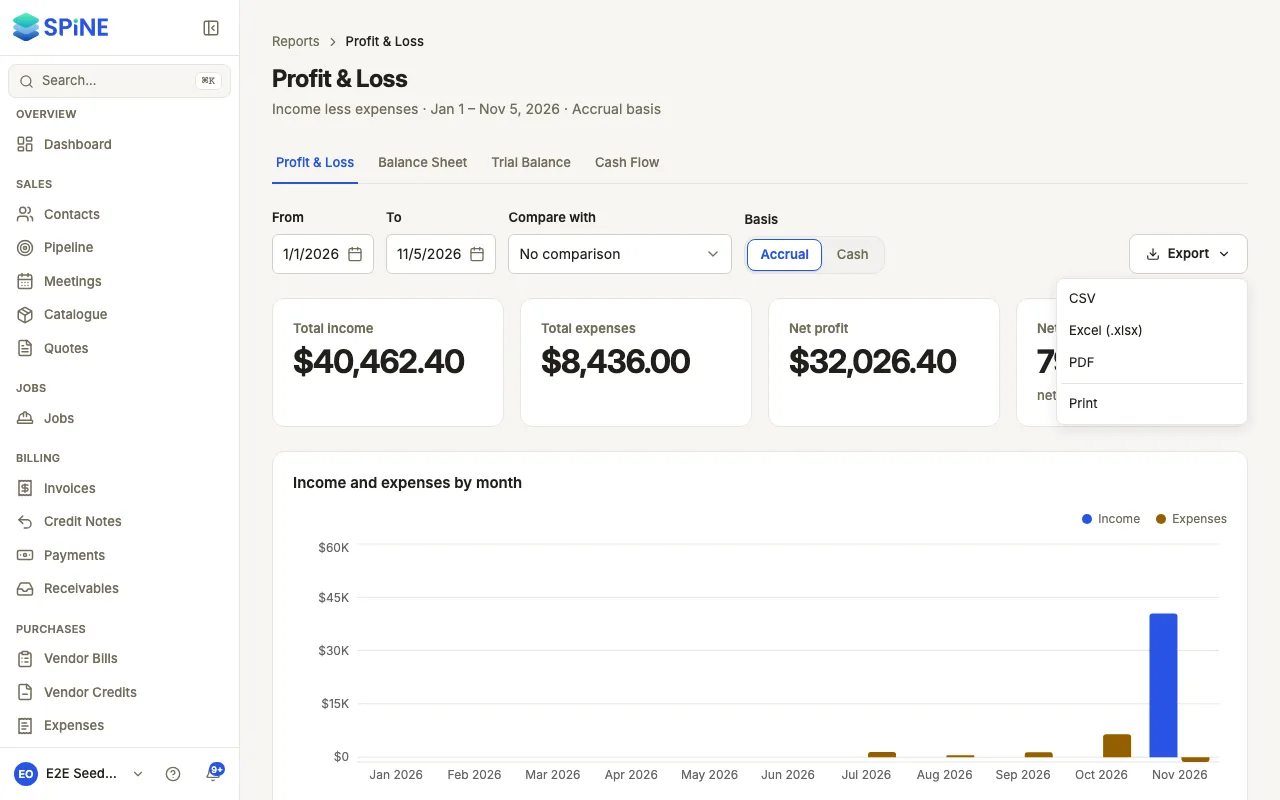 SPiNE
Search...
⌘K
OVERVIEW
Dashboard
SALES
Contacts
Pipeline
Meetings
Catalogue
Quotes
JOBS
Jobs
BILLING
Invoices
Credit Notes
Payments
Receivables
PURCHASES
Vendor Bills
Vendor Credits
Expenses
EO
E2E Seed...
9+
Reports > Profit & Loss
Profit & Loss
Income less expenses · Jan 1 – Nov 5, 2026 · Accrual basis
Profit & Loss Balance Sheet Trial Balance Cash Flow
From To Compare with Basis
1/1/2026 11/5/2026 No comparison Accrual Cash Export
CSV
Excel (.xlsx)
PDF
Print
Total income
$40,462.40
Total expenses
$8,436.00
Net profit
$32,026.40
Net
net
Income and expenses by month
Income Expenses
$60K
$45K
$30K
$15K
$0
Jan 2026 Feb 2026 Mar 2026 Apr 2026 May 2026 Jun 2026 Jul 2026 Aug 2026 Sep 2026 Oct 2026 Nov 2026